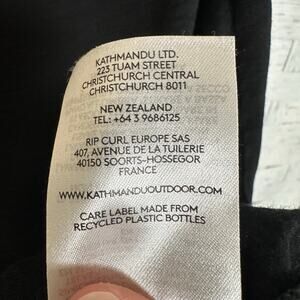 KATHMANDU LTD.
223 TUAM STREET
CHRISTCHURCH CENTRAL
CHRISTCHURCH 8011
NEW ZEALAND
TEL: +64 3 9686125
RIP CURL EUROPE SAS
407, AVENUE DE LA TUILERIE
40150 SOORTS-HOSSEGOR
FRANCE
WWW.KATHMANDUOUTDOOR.COM
CARE LABEL MADE FROM
RECYCLED PLASTIC BOTTLES